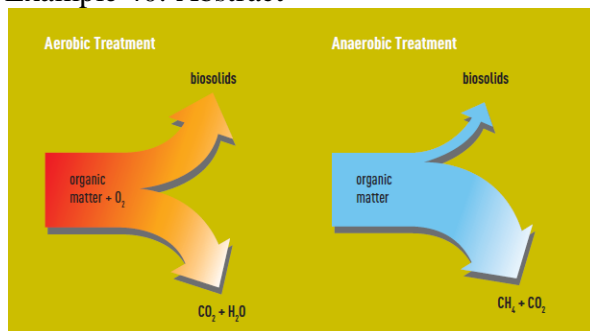 Aerobic Treatment
biosolids
organic
matter + O₂
CO₂ + H₂O
Anaerobic Treatment
biosolids
organic
matter
CH₄ + CO₂